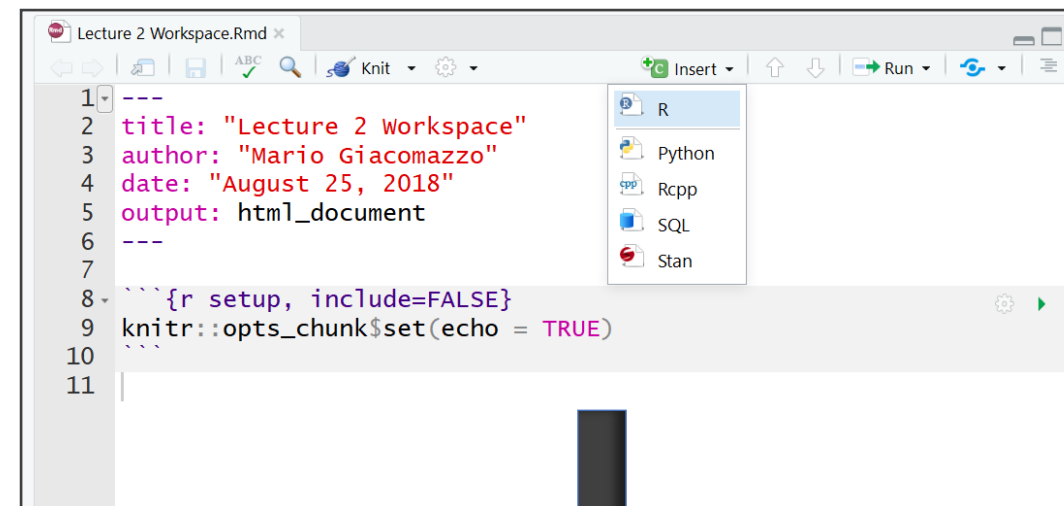 Lecture 2 Workspace.Rmd
ABC Knit Insert Run
1 ---
2 title: "Lecture 2 Workspace"
3 author: "Mario Giacomazzo"
4 date: "August 25, 2018"
5 output: html_document
6 ---
7
8 ```{r setup, include=FALSE}
9 knitr::opts_chunk$set(echo = TRUE)
10 ```
11
R
Python
cpp Rcpp
SQL
Stan